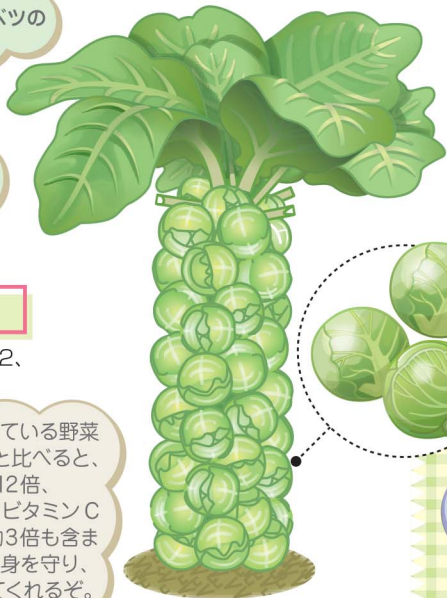 ベツの
2、
ている野菜
と比べると、
12倍、
ビタミンC
約3倍も含ま
身を守り、
てくれるぞ。